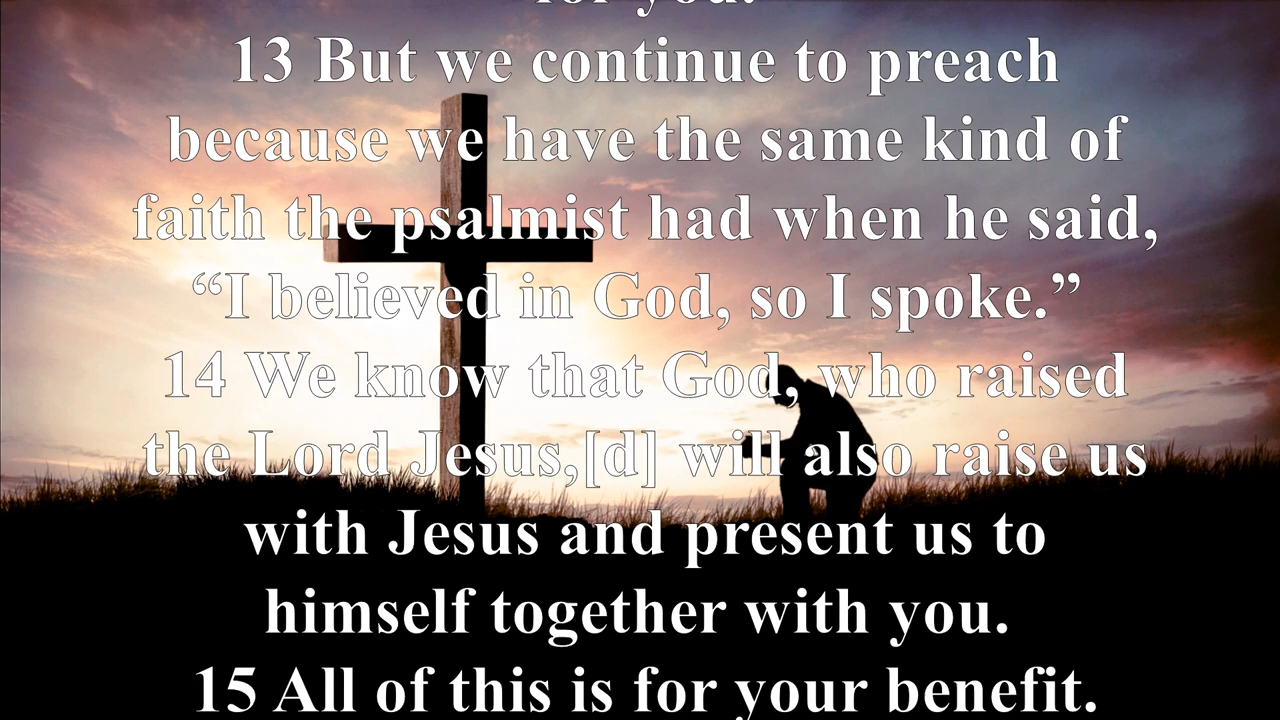 for you.
13 But we continue to preach
because we have the same kind of
faith the psalmist had when he said,
“I believed in God, so I spoke.”
14 We know that God, who raised
the Lord Jesus,[d] will also raise us
with Jesus and present us to
himself together with you.
15 All of this is for your benefit.